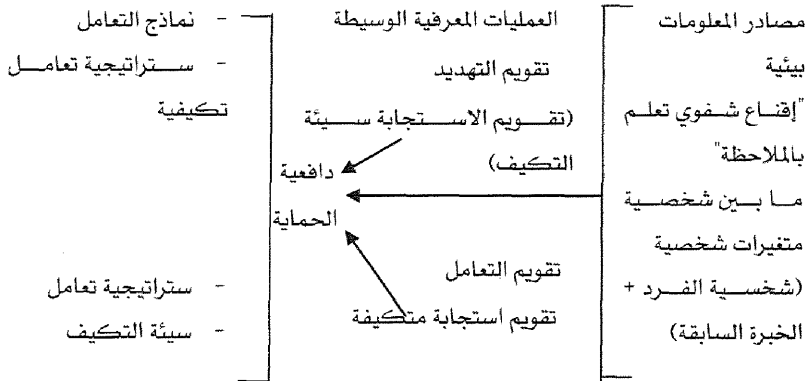 مصادر المعلومات
بيئية
"إقناع شفوي تعلم
بالملاحظة"
ما بين شخصية
متغيرات شخصية
(شخسية الفرد +
الخبرة السابقة)
العمليات المعرفية الوسيطة
تقويم التهديد
(تقويم الاستجابة سيئة
التكيف)
دافعية
الحماية
تقويم التعامل
تقويم استجابة متكيفة
- نماذج التعامل
- ستراتيجية تعامل
تكيفية
- ستراتيجية تعامل
- سيئة التكيف